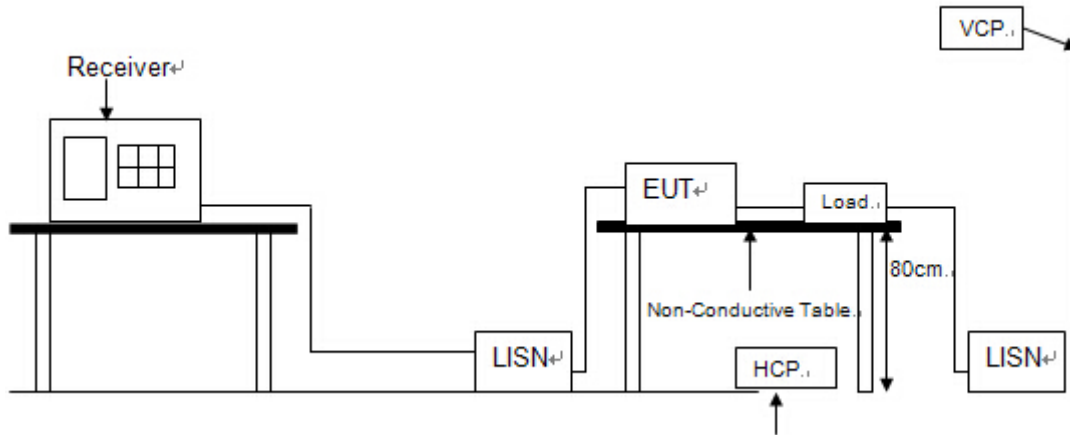 VCP.
Receiver↵
EUT↵
Load.
80cm.
Non-Conductive Table.
LISN↵
HCP.
LISN↵